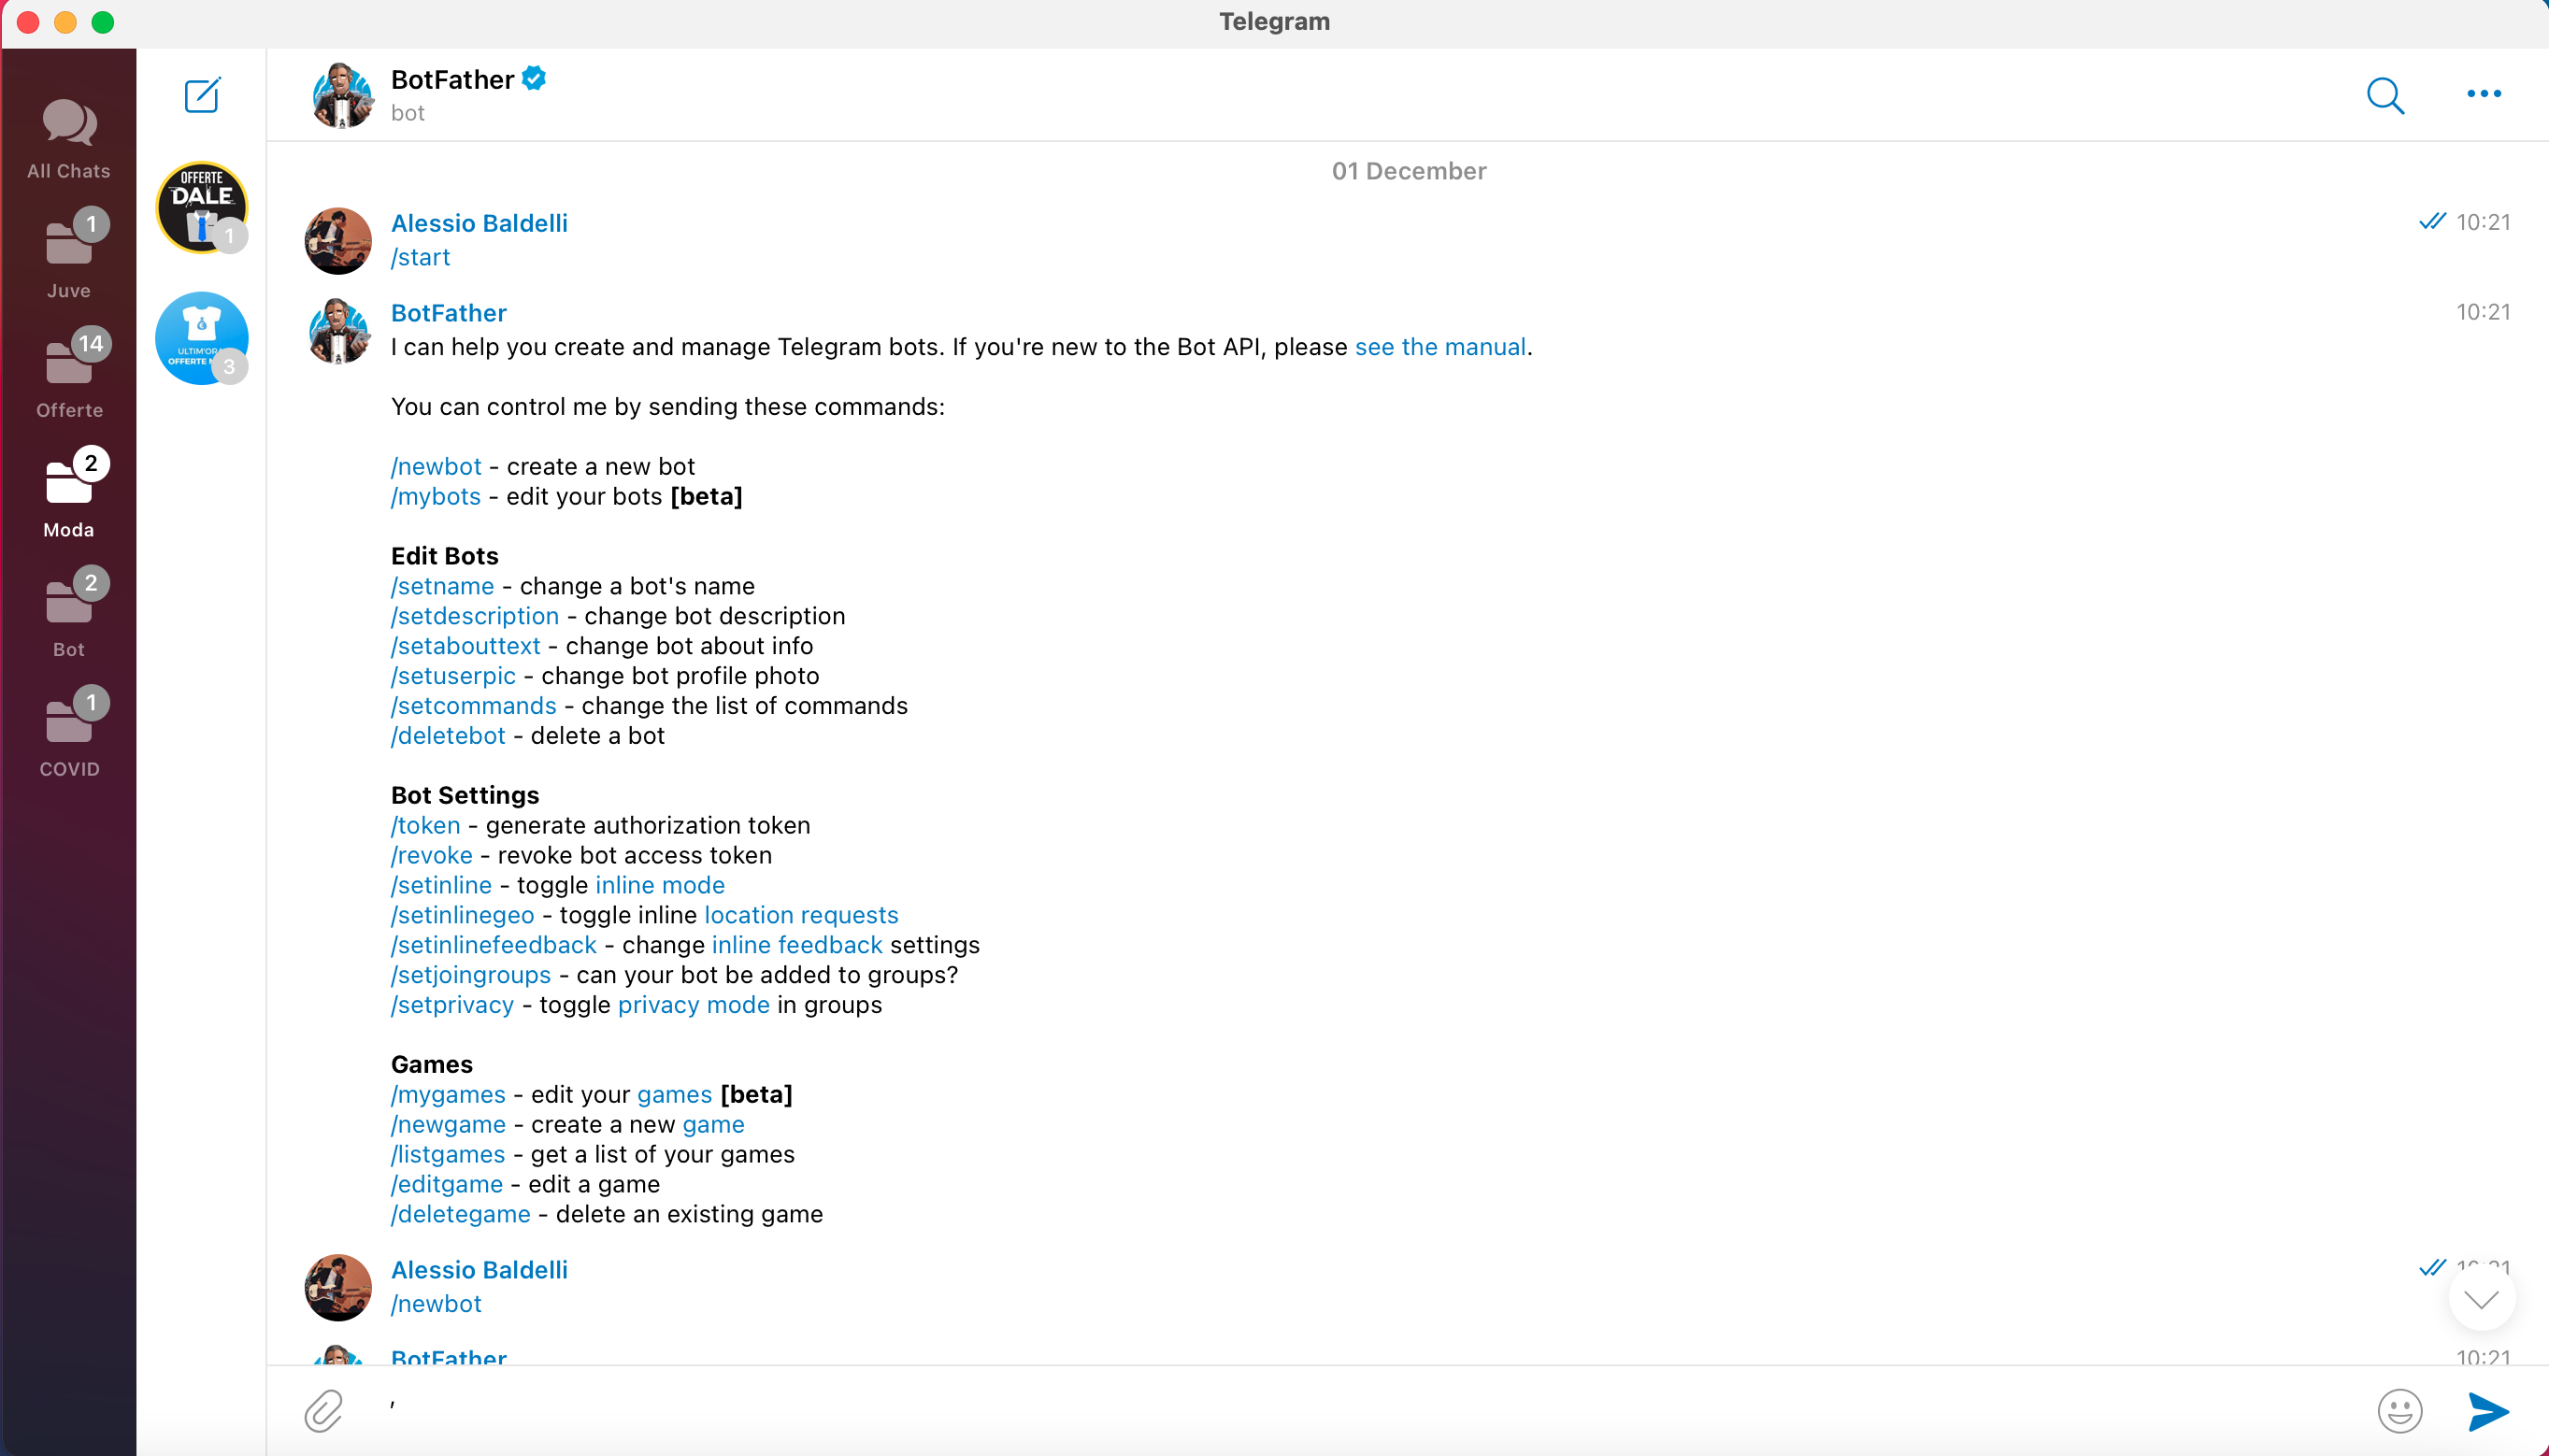 Telegram
All Chats
1
Juve
14
Offerte
2
Moda
2
Bot
1
COVID
OFFERTE
DALE
1
ULTIM'ORA
OFFERTE
3
BotFather
bot
01 December
Alessio Baldelli
10:21
/start
BotFather
10:21
I can help you create and manage Telegram bots. If you're new to the Bot API, please see the manual.
You can control me by sending these commands:
/newbot - create a new bot
/mybots - edit your bots [beta]
Edit Bots
/setname - change a bot's name
/setdescription - change bot description
/setabouttext - change bot about info
/setuserpic - change bot profile photo
/setcommands - change the list of commands
/deletebot - delete a bot
Bot Settings
/token - generate authorization token
/revoke - revoke bot access token
/setinline - toggle inline mode
/setinlinegeo - toggle inline location requests
/setinlinefeedback - change inline feedback settings
/setjoingroups - can your bot be added to groups?
/setprivacy - toggle privacy mode in groups
Games
/mygames - edit your games [beta]
/newgame - create a new game
/listgames - get a list of your games
/editgame - edit a game
/deletegame - delete an existing game
Alessio Baldelli
/newbot
BotFather
10:21
,